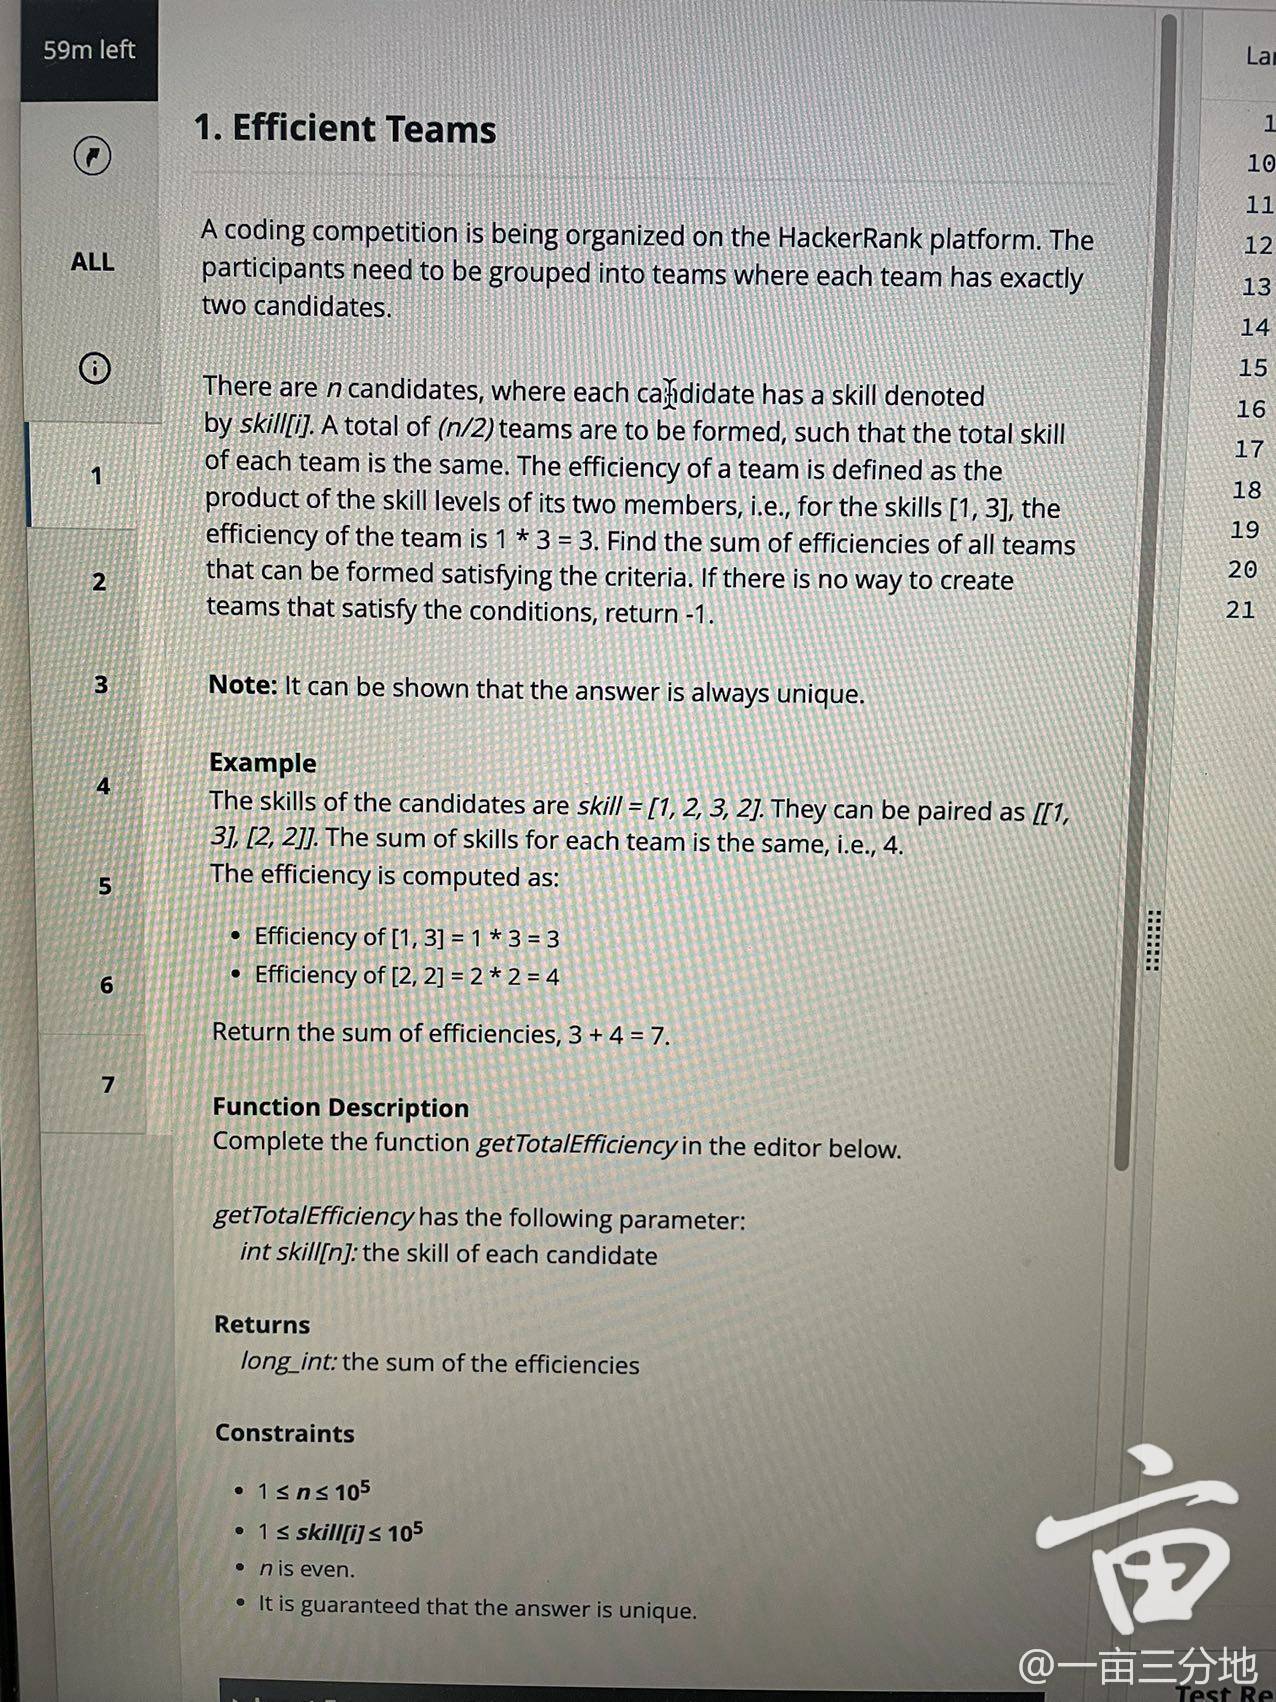 59m left
ALL
1
2
3
4
5
6
7
1. Efficient Teams
A coding competition is being organized on the HackerRank platform. The
participants need to be grouped into teams where each team has exactly
two candidates.
There are n candidates, where each candidate has a skill denoted
by skill[i]. A total of (n/2) teams are to be formed, such that the total skill
of each team is the same. The efficiency of a team is defined as the
product of the skill levels of its two members, i.e., for the skills [1, 3], the
efficiency of the team is 1 * 3 = 3. Find the sum of efficiencies of all teams
that can be formed satisfying the criteria. If there is no way to create
teams that satisfy the conditions, return -1.
Note: It can be shown that the answer is always unique.
Example
The skills of the candidates are skill = [1, 2, 3, 2]. They can be paired as [[1,
3], [2, 2]]. The sum of skills for each team is the same, i.e., 4.
The efficiency is computed as:
• Efficiency of [1, 3] = 1 * 3 = 3
• Efficiency of [2, 2] = 2 * 2 = 4
Return the sum of efficiencies, 3 + 4 = 7.
Function Description
Complete the function getTotalEfficiency in the editor below.
getTotalEfficiency has the following parameter:
int skill[n]: the skill of each candidate
Returns
long_int: the sum of the efficiencies
Constraints
• 1 ≤ n ≤ 10⁵
• 1 ≤ skill[i] ≤ 10⁵
• n is even.
• It is guaranteed that the answer is unique.
1
10
11
12
13
14
15
16
17
18
19
20
21
亩
@一亩三分地
Test Re